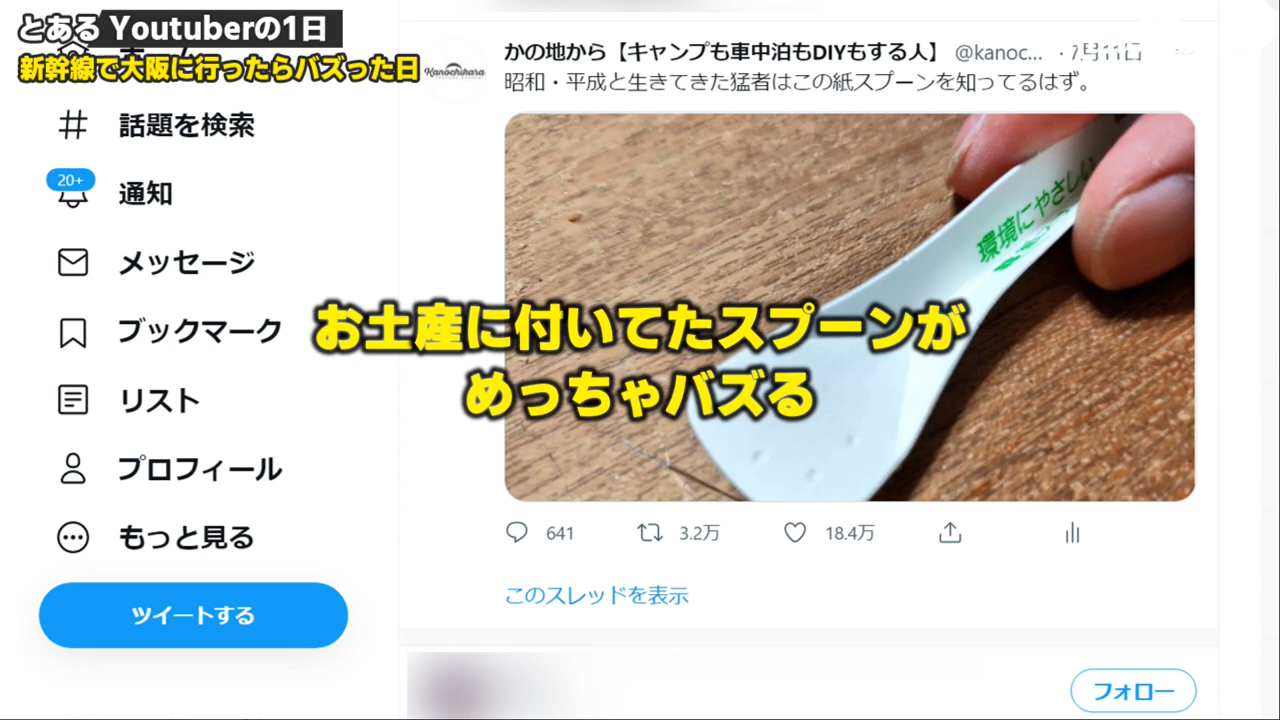 とある Youtuberの1日
新幹線で大阪に行ったらバズった日
話題を検索
20+
通知
メッセージ
ブックマーク
リスト
プロフィール
もっと見る
ツイートする
かの地から【キャンプも車中泊もDIYもする人】 @kanoc... · 7月11日
Kanochikara
昭和・平成と生きてきた猛者はこの紙スプーンを知ってるはず。
環境にやさしい
お土産に付いてたスプーンが
めっちゃバズる
641
3.2万
18.4万
このスレッドを表示
フォロー